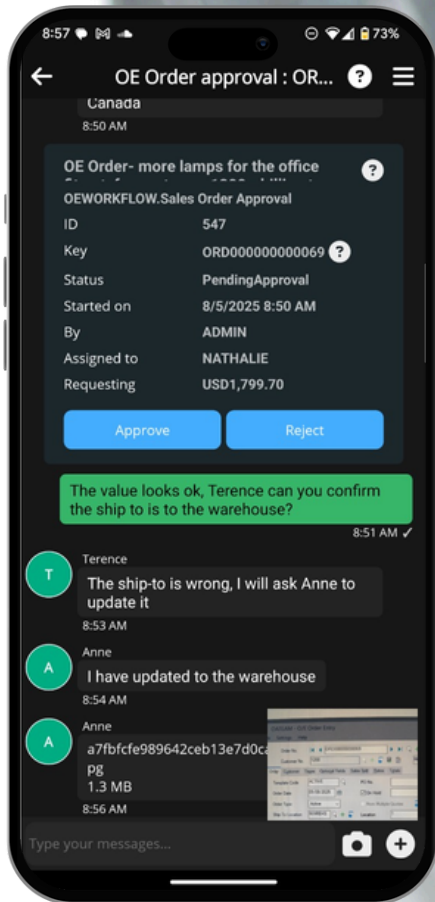 8:57
73%
OE Order approval : OR... ?
Canada
8:50 AM
OE Order- more lamps for the office ?
OEWORKFLOW.Sales Order Approval
ID 547
Key ORD000000000069 ?
Status PendingApproval
Started on 8/5/2025 8:50 AM
By ADMIN
Assigned to NATHALIE
Requesting USD1,799.70
Approve Reject
The value looks ok, Terence can you confirm
the ship to is to the warehouse?
8:51 AM ✓
Terence
T
The ship-to is wrong, I will ask Anne to
update it
8:53 AM
Anne
A
I have updated to the warehouse
8:54 AM
Anne
A
a7fbfcfe989642ceb13e7d0c
pg
1.3 MB
8:56 AM
Type your messages...